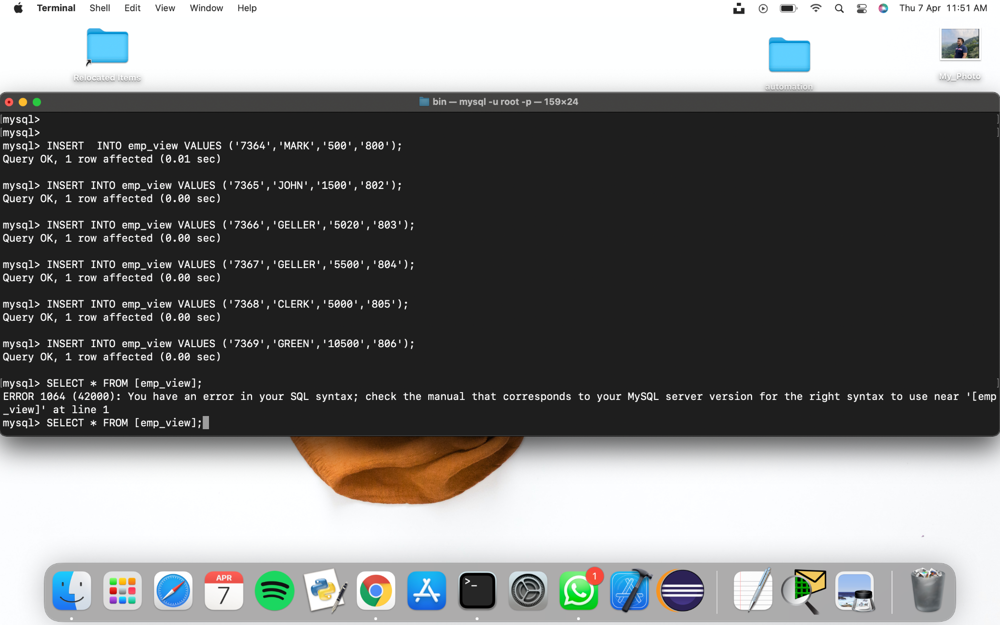 Terminal Shell Edit View Window Help Thu 7 Apr 11:51 AM
Relocated Items
automation
My_Photo
bin — mysql -u root -p — 159×24
[mysql> ]
[mysql> ]
mysql> INSERT  INTO emp_view VALUES ('7364','MARK','500','800');
Query OK, 1 row affected (0.01 sec)
mysql> INSERT INTO emp_view VALUES ('7365','JOHN','1500','802');
Query OK, 1 row affected (0.00 sec)
mysql> INSERT INTO emp_view VALUES ('7366','GELLER','5020','803');
Query OK, 1 row affected (0.00 sec)
mysql> INSERT INTO emp_view VALUES ('7367','GELLER','5500','804');
Query OK, 1 row affected (0.00 sec)
mysql> INSERT INTO emp_view VALUES ('7368','CLERK','5000','805');
Query OK, 1 row affected (0.00 sec)
mysql> INSERT INTO emp_view VALUES ('7369','GREEN','10500','806');
Query OK, 1 row affected (0.00 sec)
[mysql> SELECT * FROM [emp_view]; ]
ERROR 1064 (42000): You have an error in your SQL syntax; check the manual that corresponds to your MySQL server version for the right syntax to use near '[emp
_view]' at line 1
mysql> SELECT * FROM [emp_view];
APR
7
>_
1